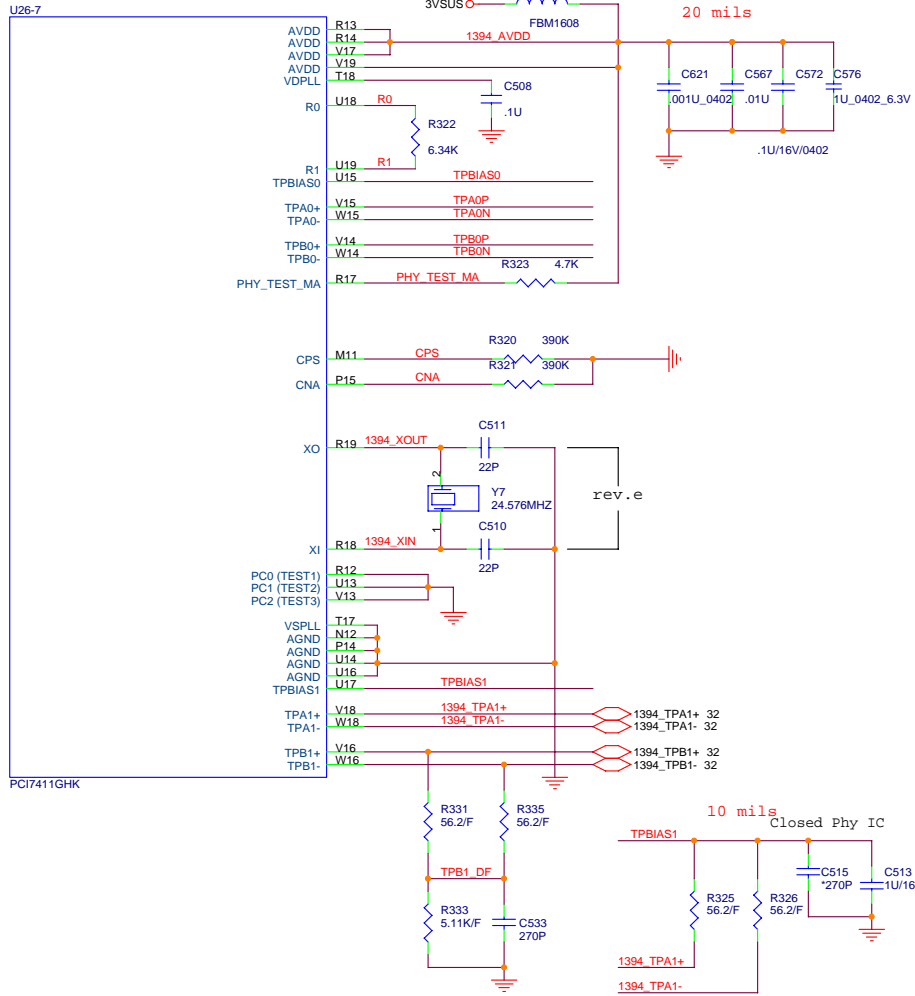 U26-7
3VSUS
FBM1608
20 mils
AVDD R13
AVDD R14 1394_AVDD
AVDD V17
AVDD V19
VDPLL T18
C508
.1U
C621
.001U_0402
C567
.01U
C572
C576
1U_0402_6.3V
.1U/16V/0402
R0 U18 R0
R322
6.34K
R1 U19 R1
TPBIAS0 U15 TPBIAS0
TPA0+ V15 TPA0P
TPA0- W15 TPA0N
TPB0+ V14 TPB0P
TPB0- W14 TPB0N
R323 4.7K
PHY_TEST_MA R17 PHY_TEST_MA
R320 390K
CPS M11 CPS
R321 390K
CNA P15 CNA
C511
XO R19 1394_XOUT
22P
2
Y7
24.576MHZ
rev.e
1
C510
XI R18 1394_XIN
22P
PC0 (TEST1) R12
PC1 (TEST2) U13
PC2 (TEST3) V13
VSPLL T17
AGND N12
AGND P14
AGND U14
AGND U16
TPBIAS1 U17 TPBIAS1
TPA1+ V18 1394_TPA1+ 1394_TPA1+ 32
TPA1- W18 1394_TPA1- 1394_TPA1- 32
TPB1+ V16 1394_TPB1+ 32
TPB1- W16 1394_TPB1- 32
PCI7411GHK
R331
56.2/F
R335
56.2/F
TPB1_DF
R333
5.11K/F
C533
270P
10 mils
Closed Phy IC
TPBIAS1
C515
*270P
C513
1U/16
R325
56.2/F
R326
56.2/F
1394_TPA1+
1394_TPA1-